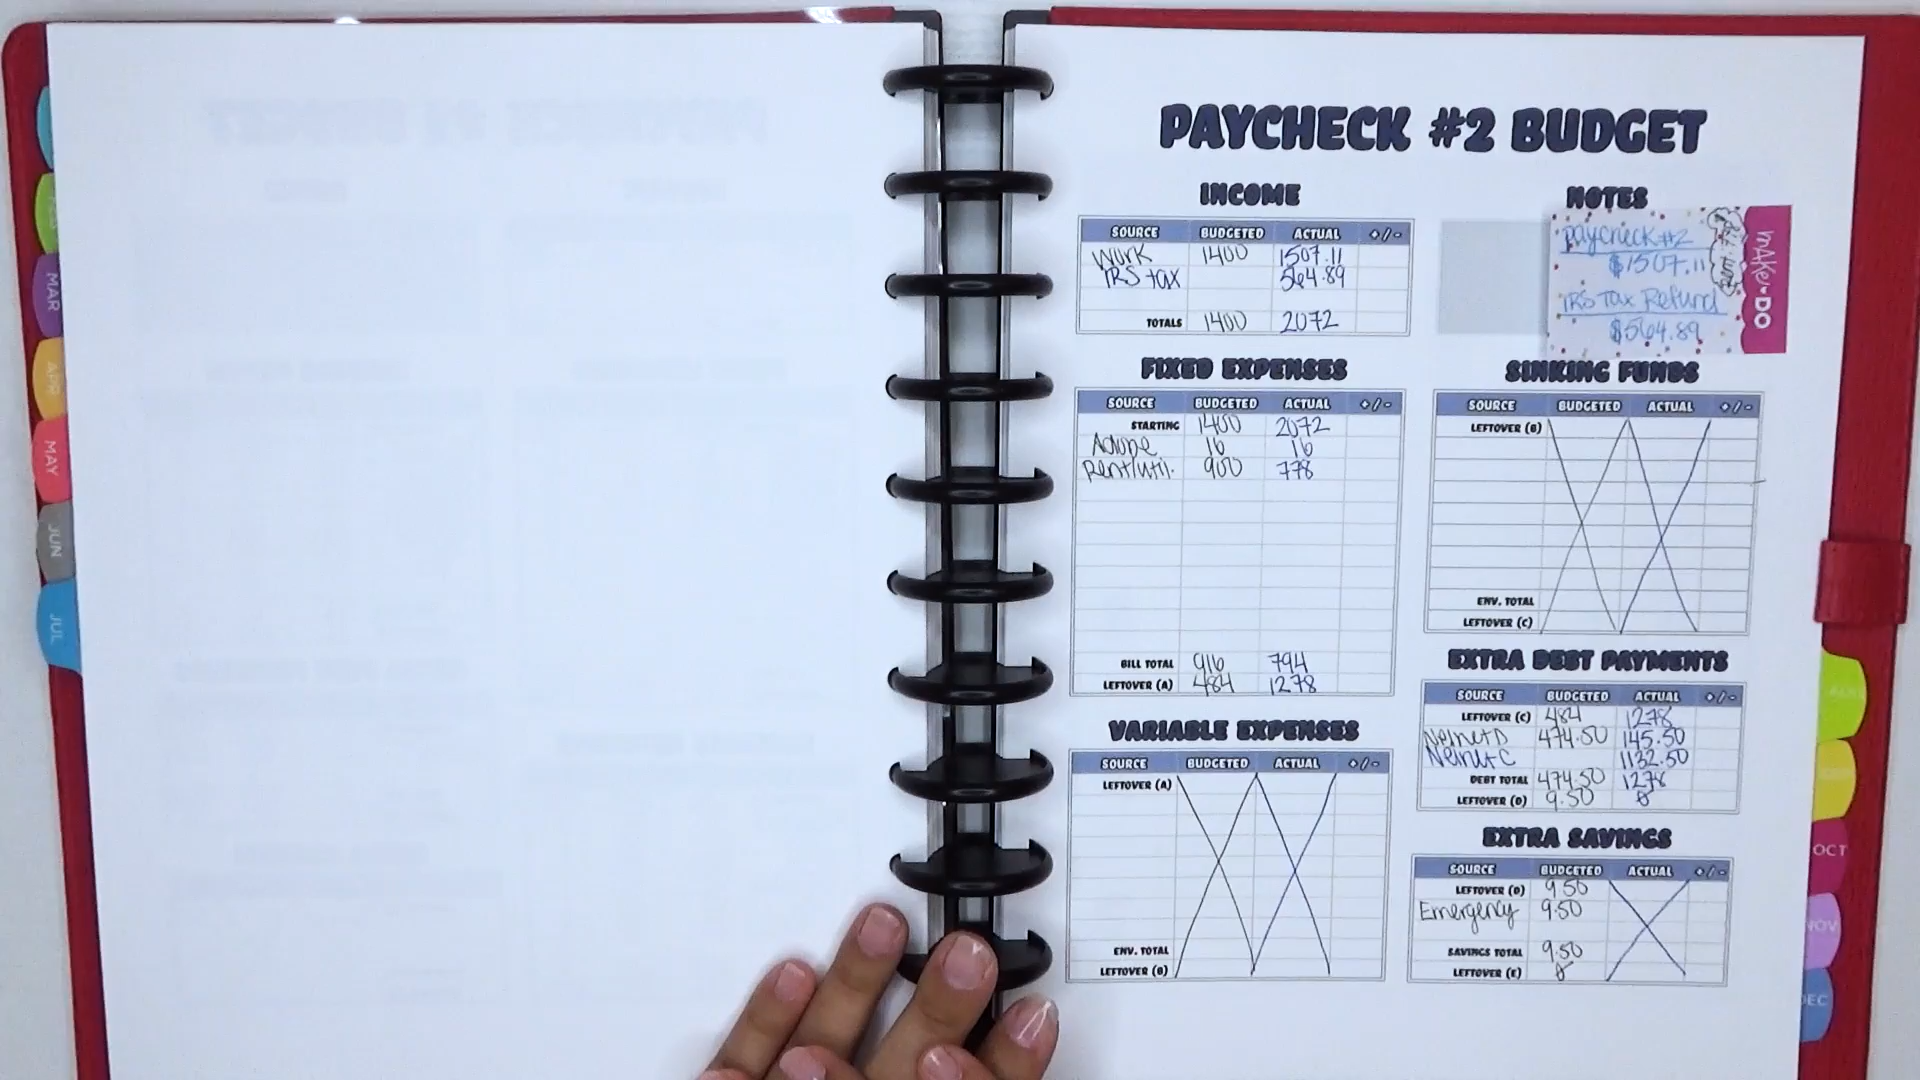 PAYCHECK #2 BUDGET
INCOME
SOURCE BUDGETED ACTUAL +/-
Work 1400 1507.11
IRS tax 564.89
TOTALS 1400 2072
NOTES
Paycheck #2
$1507.11
IRS Tax Refund
$564.89
MAKE·DO
FIXED EXPENSES
SOURCE BUDGETED ACTUAL +/-
STARTING 1400 2072
Adobe 16 16
Rent/util. 900 778
BILL TOTAL 916 794
LEFTOVER (A) 484 1278
VARIABLE EXPENSES
SOURCE BUDGETED ACTUAL +/-
LEFTOVER (A)
ENV. TOTAL
LEFTOVER (B)
SINKING FUNDS
SOURCE BUDGETED ACTUAL +/-
LEFTOVER (B)
ENV. TOTAL
LEFTOVER (C)
EXTRA DEBT PAYMENTS
SOURCE BUDGETED ACTUAL +/-
LEFTOVER (C) 484 1278
Nelnet D 474.50 145.50
Nelnet C 1132.50
DEBT TOTAL 474.50 1278
LEFTOVER (D) 9.50 0
EXTRA SAVINGS
SOURCE BUDGETED ACTUAL +/-
LEFTOVER (D) 9.50
Emergency 9.50
SAVINGS TOTAL 9.50
LEFTOVER (E) 0
MAR
APR
MAY
JUN
JUL
OCT
NOV
DEC